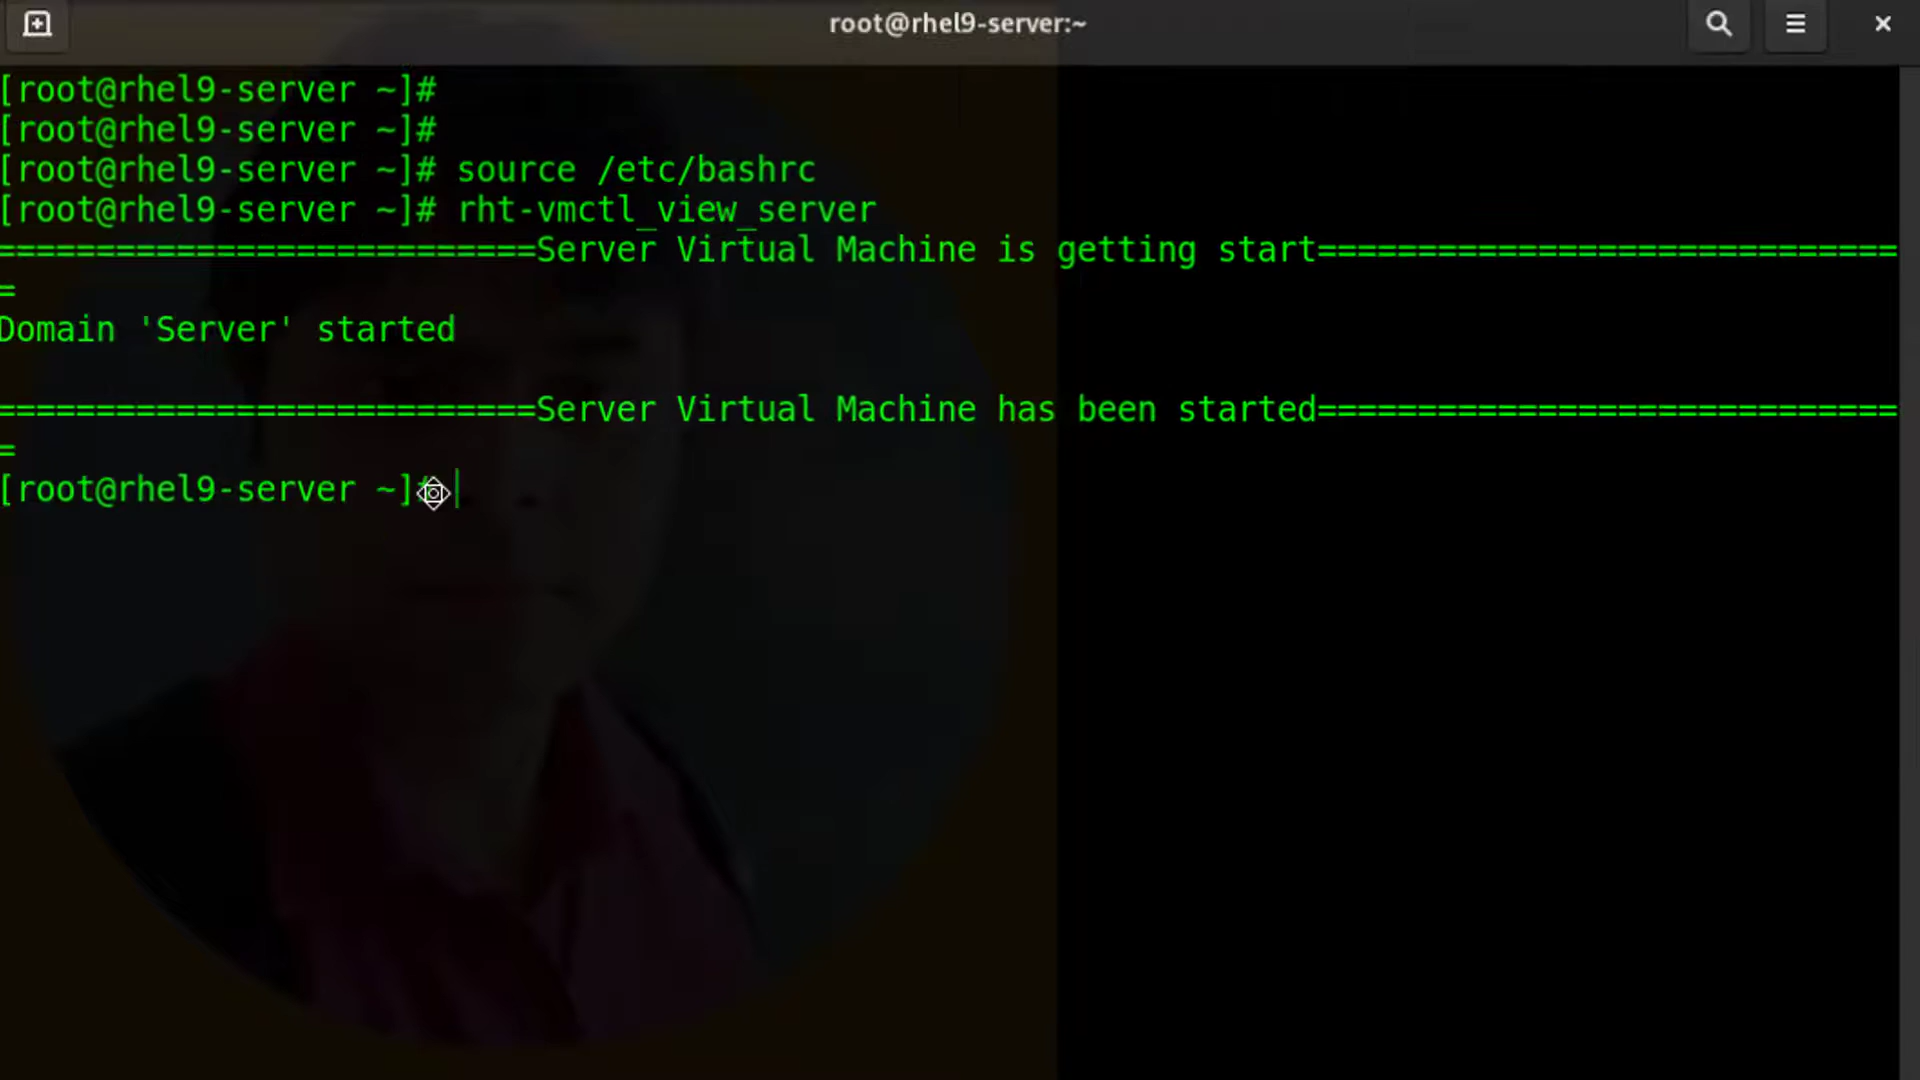 root@rhel9-server:~
[root@rhel9-server ~]#
[root@rhel9-server ~]#
[root@rhel9-server ~]# source /etc/bashrc
[root@rhel9-server ~]# rht-vmctl_view_server
===========================Server Virtual Machine is getting start=============================
=
Domain 'Server' started
===========================Server Virtual Machine has been started=============================
=
[root@rhel9-server ~]#